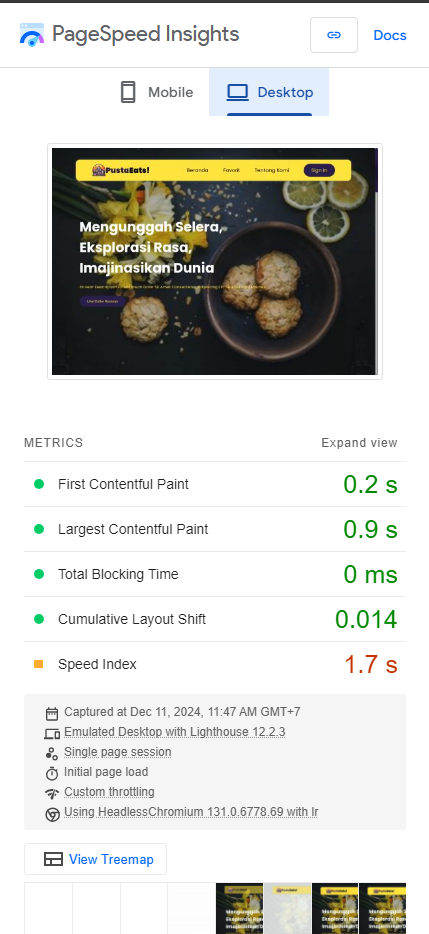 PageSpeed Insights
Docs
Mobile
Desktop
PustaEats!
Beranda Favorit Tentang Kami Sign In
Mengunggah Selera,
Eksplorasi Rasa,
Imajinasikan Dunia
METRICS
Expand view
First Contentful Paint
0.2 s
Largest Contentful Paint
0.9 s
Total Blocking Time
0 ms
Cumulative Layout Shift
0.014
Speed Index
1.7 s
Captured at Dec 11, 2024, 11:47 AM GMT+7
Emulated Desktop with Lighthouse 12.2.3
Single page session
Initial page load
Custom throttling
Using HeadlessChromium 131.0.6778.69 with lr
View Treemap